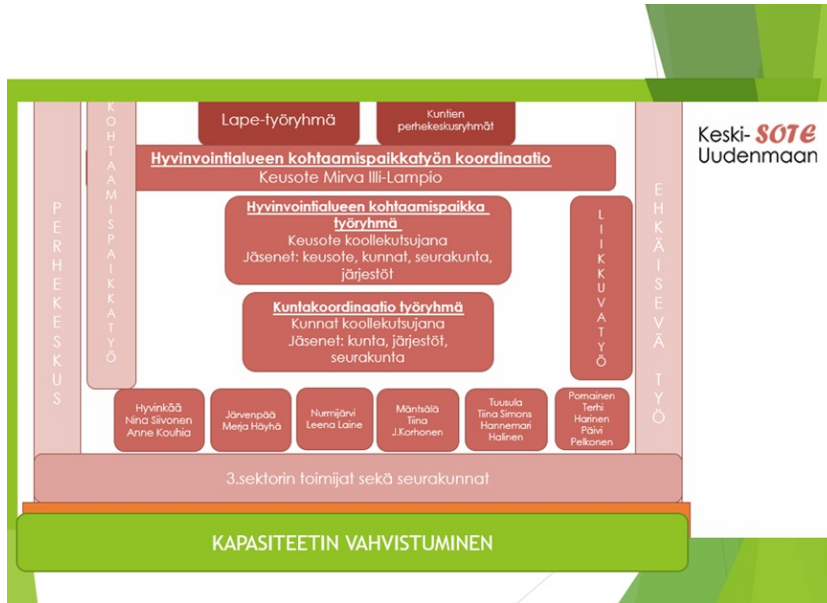 Lape-työryhmä
Kuntien
perhekeskusryhmät
Keski- SOTE
Uudenmaan
Hyvinvointialueen kohtaamispaikkatyön koordinaatio
Keusote Mirva Illi-Lampio
PERHEKESKUS
KOHTAAMISPAIKKATYÖ
Hyvinvointialueen kohtaamispaikka
työryhmä
Keusote koollekutsujana
Jäsenet: keusote, kunnat, seurakunta,
järjestöt
LIIKKUVATYÖ
EHKÄISEVÄ TYÖ
Kuntakoordinaatio työryhmä
Kunnat koollekutsujana
Jäsenet: kunta, järjestöt,
seurakunta
Hyvinkää
Nina Siivonen
Anne Kouhia
Järvenpää
Merja Häyhä
Nurmijärvi
Leena Laine
Mäntsälä
Tiina
J.Korhonen
Tuusula
Tiina Simons
Hannemari
Halinen
Pornainen
Terhi
Harinen
Päivi
Pelkonen
3.sektorin toimijat sekä seurakunnat
KAPASITEETIN VAHVISTUMINEN